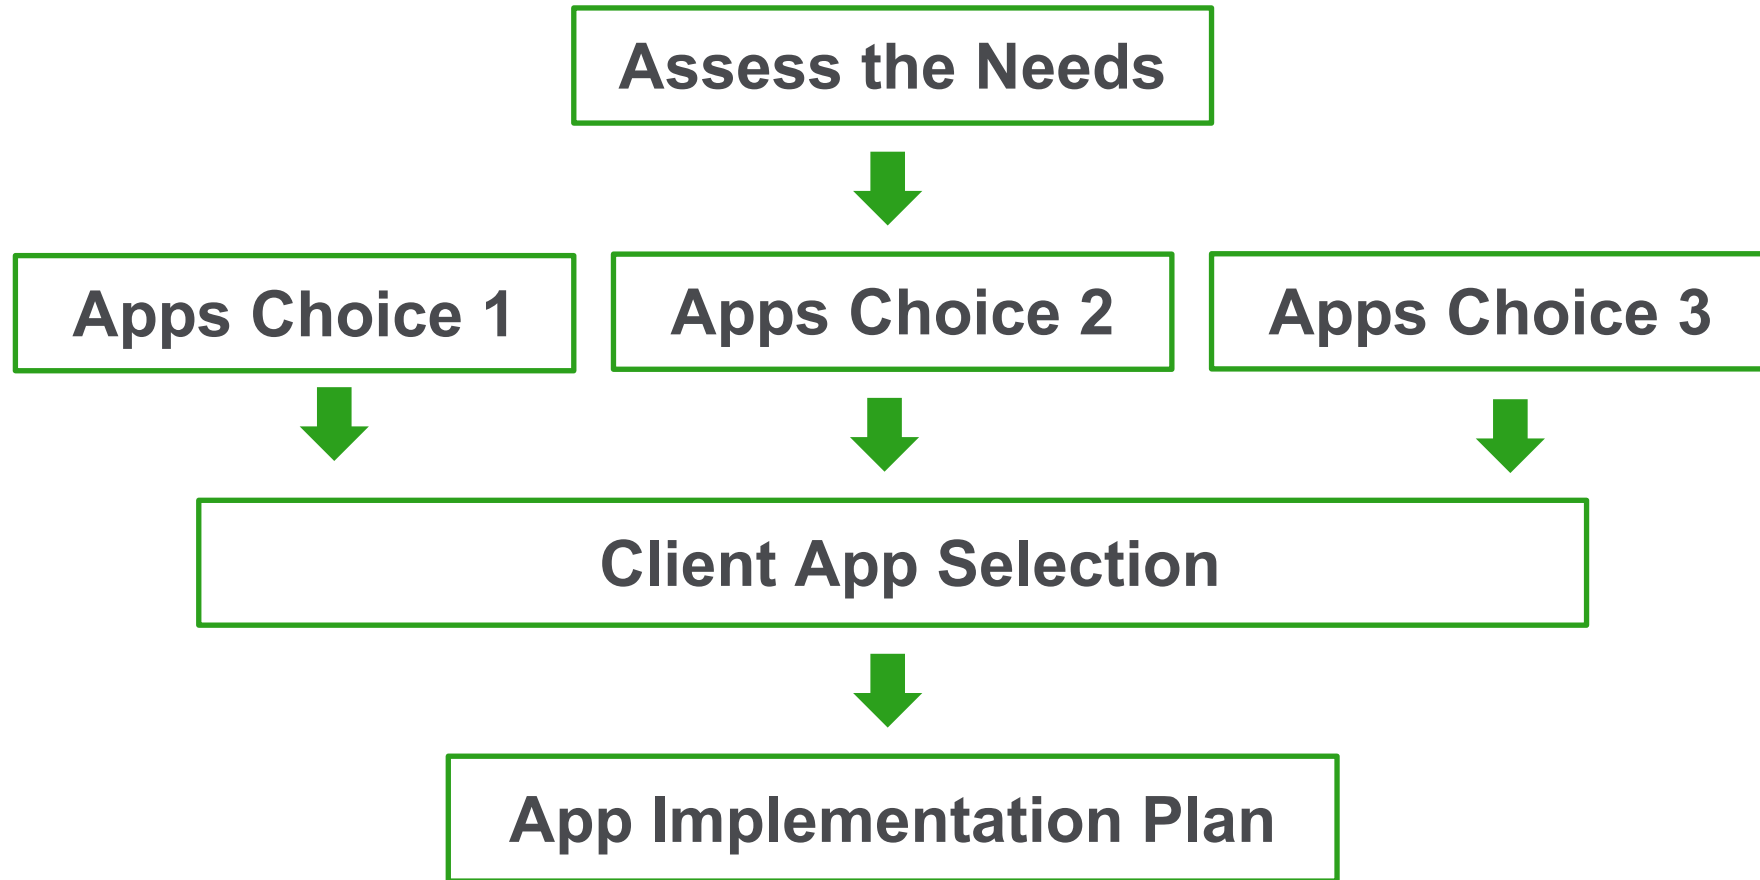 Assess the Needs
Apps Choice 1
Apps Choice 2
Apps Choice 3
Client App Selection
App Implementation Plan